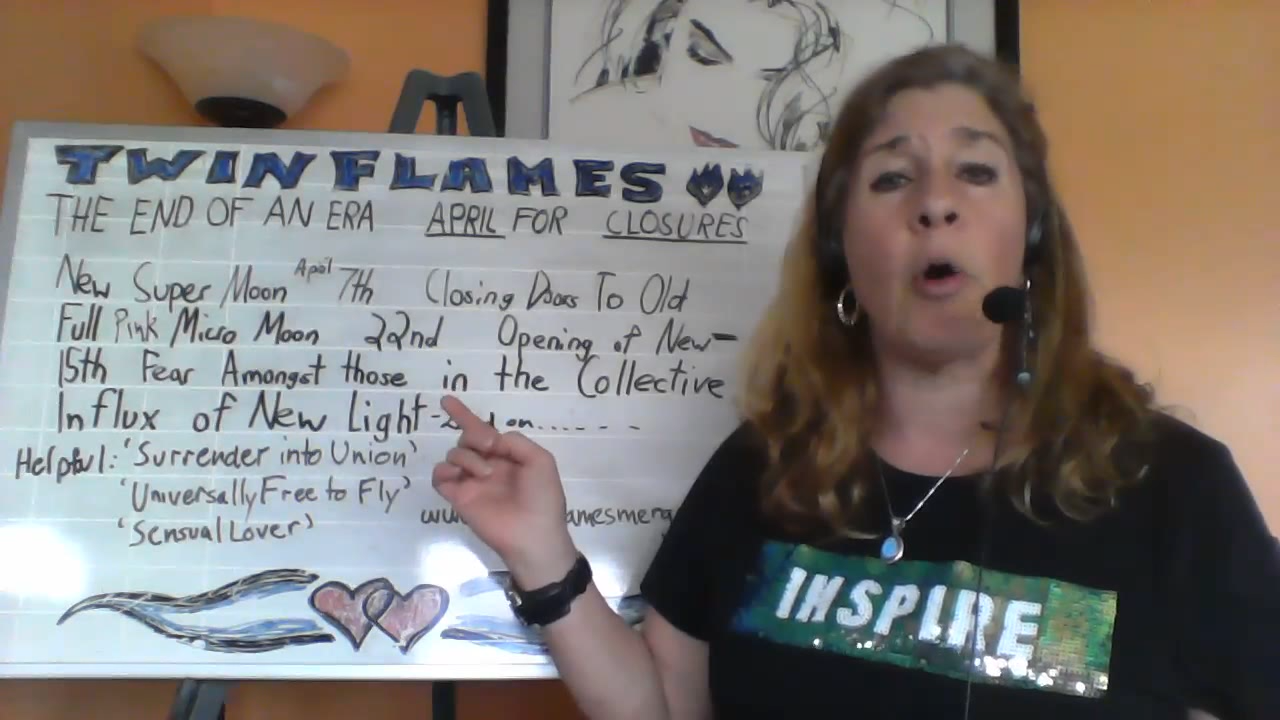 TWIN FLAMES
THE END OF AN ERA APRIL FOR CLOSURES
New Super Moon April 7th Closing Doors To Old
Full Pink Micro Moon 22nd Opening of New-
15th Fear Amongst those in the Collective
Influx of New Light- on......
Helpful: 'Surrender into Union'
'Universally Free to Fly'
'Sensual Lover'
INSPIRE